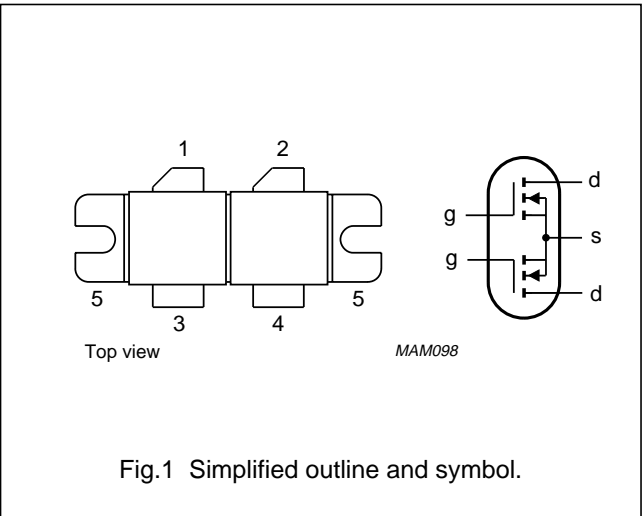 1 2
d
g
s
g
d
5 5
3 4
Top view
MAM098
Fig.1 Simplified outline and symbol.